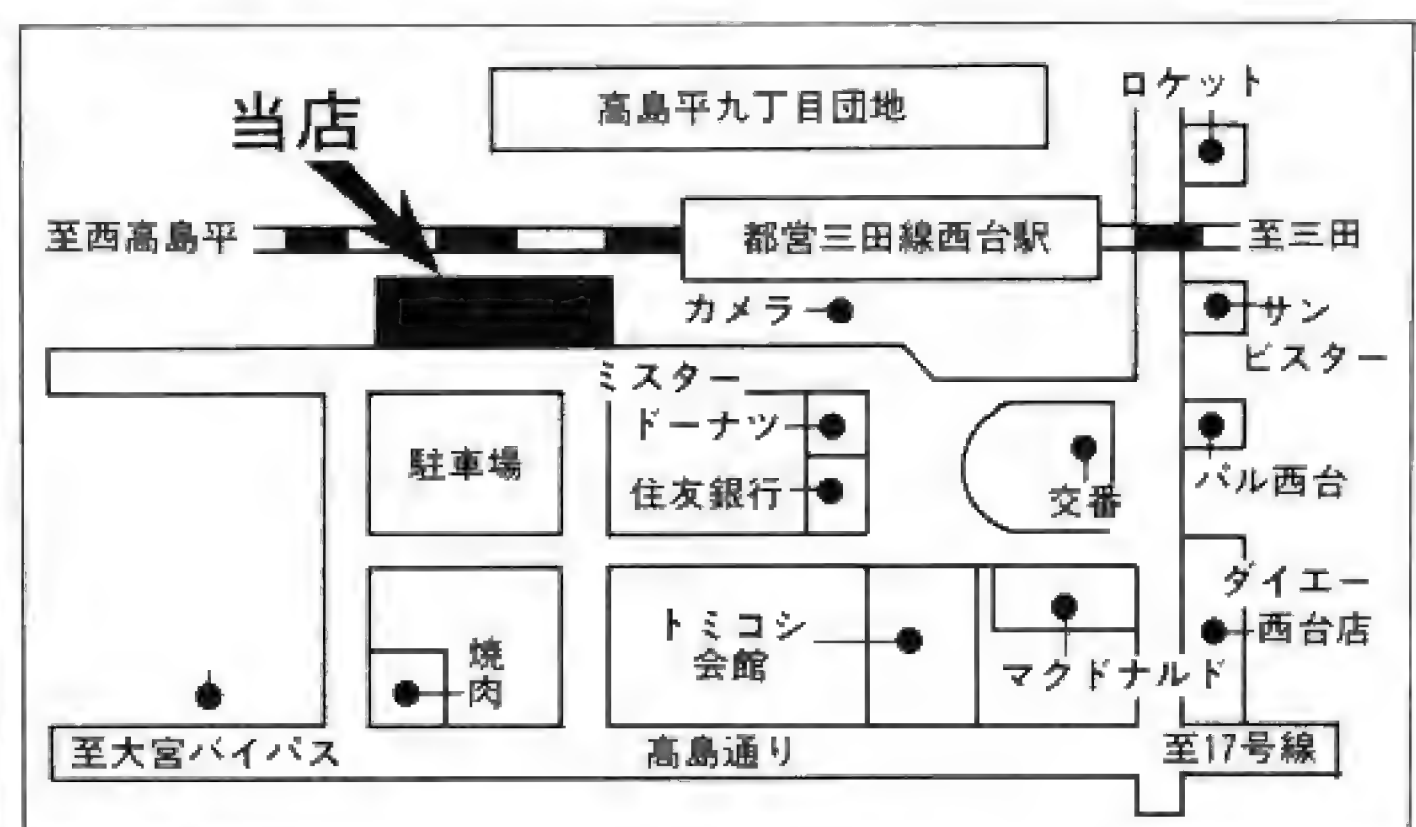 ロケット
高島平九丁目団地
当店
至西高島平
都営三田線西台駅
至三田
カメラ
サン
ビスター
ミスター
ドーナツ
住友銀行
駐車場
交番
パル西台
ダイエー
西台店
トミコシ
会館
マクドナルド
焼
肉
至大宮バイパス
高島通り
至17号線